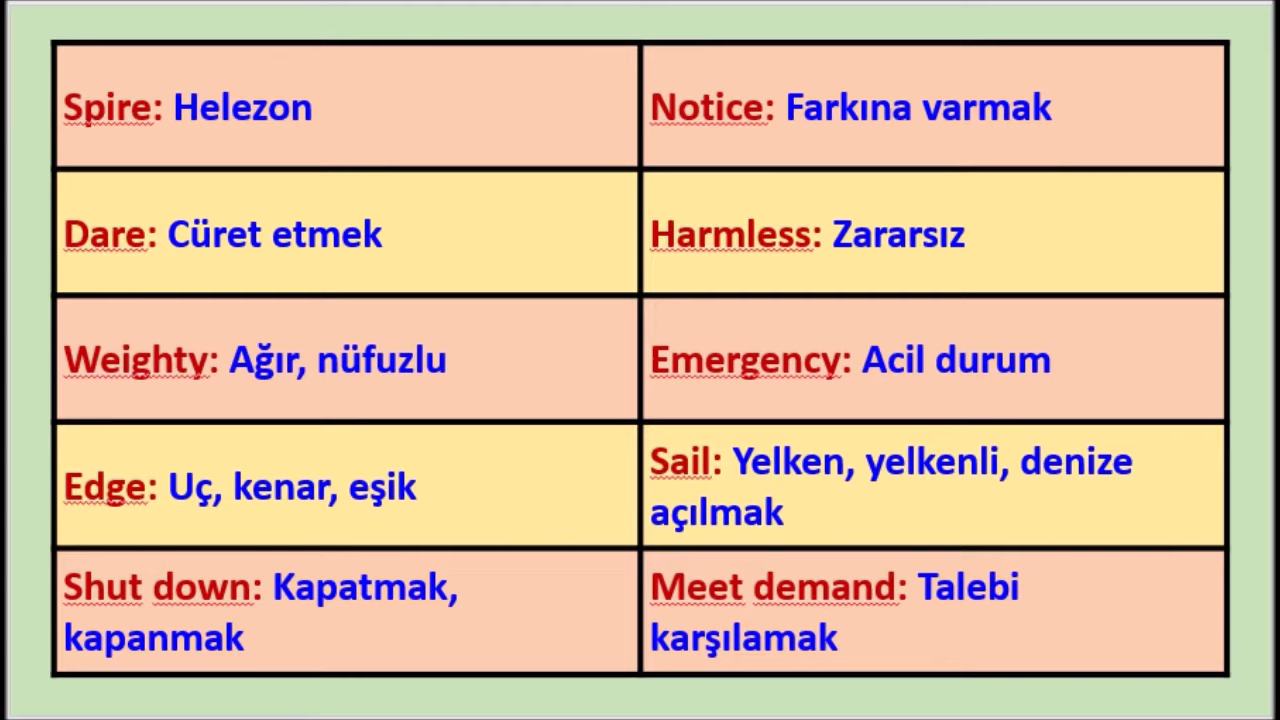 Spire: Helezon
Notice: Farkına varmak
Dare: Cüret etmek
Harmless: Zararsız
Weighty: Ağır, nüfuzlu
Emergency: Acil durum
Edge: Uç, kenar, eşik
Sail: Yelken, yelkenli, denize
açılmak
Shut down: Kapatmak,
kapanmak
Meet demand: Talebi
karşılamak